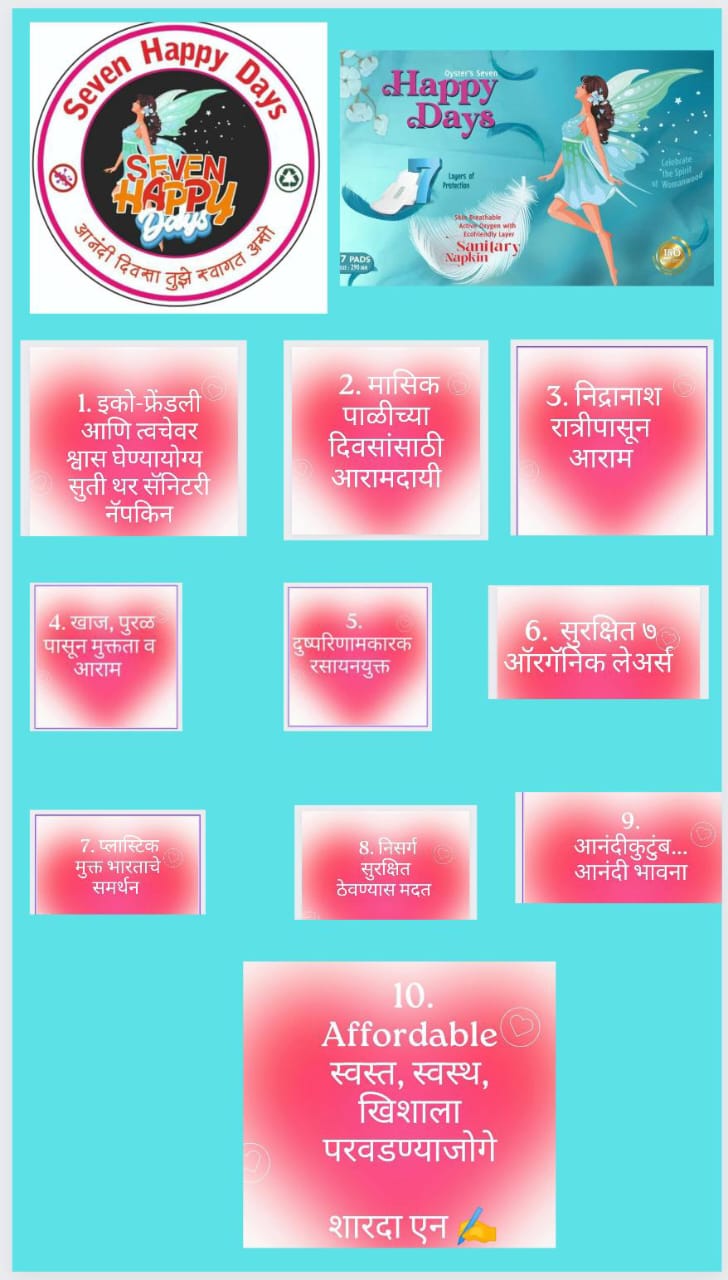 Seven Happy Days
SEVEN
HAPPY
Days
आनंदी दिवसा तुझे स्वागत असो
Oyster's Seven
Happy
Days
7
Layers of
Protection
Celebrate
the Spirit
of Womanwood
Skin Breathable
Active Oxygen with
Ecofriendly Layer
Sanitary
Napkin
7 PADS
290
ISO
1. इको-फ्रेंडली
आणि त्वचेवर
श्वास घेण्यायोग्य
सुती थर सॅनिटरी
नॅपकिन
2. मासिक
पाळीच्या
दिवसांसाठी
आरामदायी
3. निद्रानाश
रात्रीपासून
आराम
4. खाज, पुरळ
पासून मुक्तता व
आराम
5.
दुष्परिणामकारक
रसायनयुक्त
6. सुरक्षित ७
ऑरगॅनिक लेअर्स
7. प्लास्टिक
मुक्त भारताचे
समर्थन
8. निसर्ग
सुरक्षित
ठेवण्यास मदत
9.
आनंदीकुटुंब...
आनंदी भावना
10.
Affordable
स्वस्त, स्वस्थ,
खिशाला
परवडण्याजोगे
शारदा एन ✍️